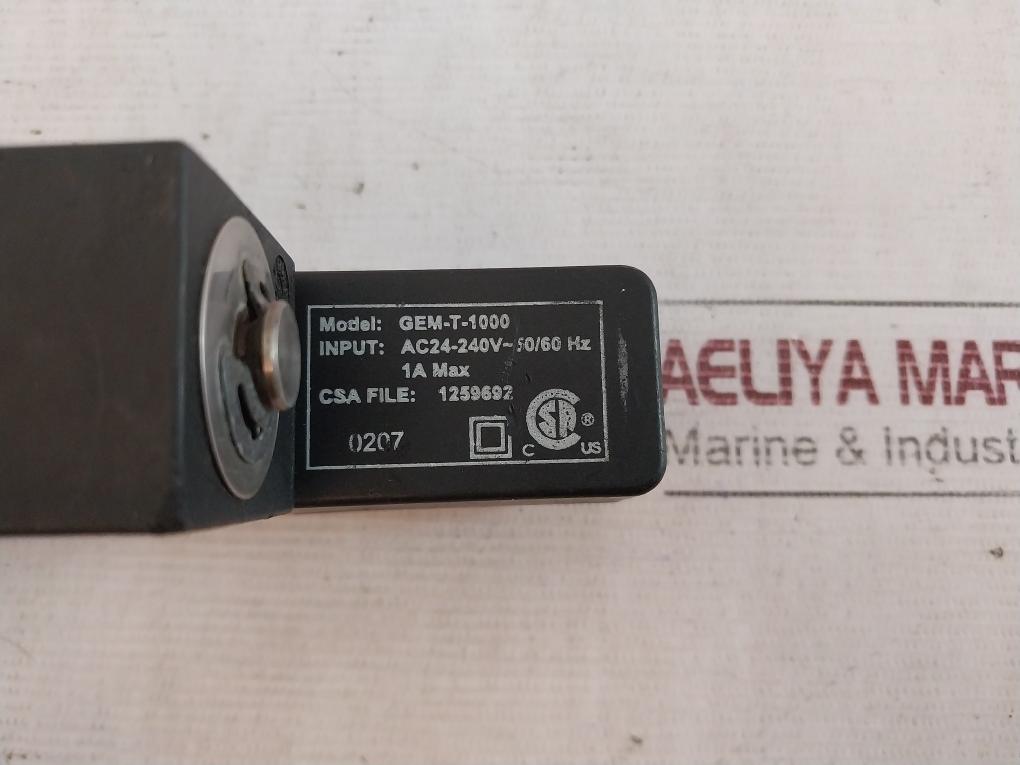 Model: GEM-T-1000
INPUT: AC24-240V~50/60 Hz
1A Max
CSA FILE: 1259692
0207
C SA ® US
AELIYA MAR
Marine & Indust